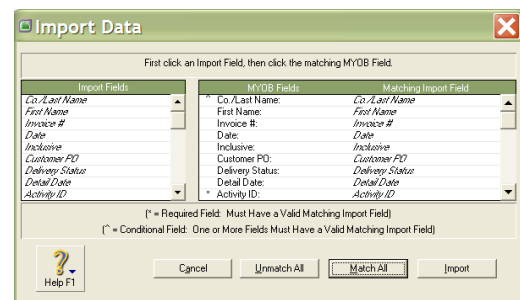 Import Data
First click an Import Field, then click the matching MYOB Field.
Import Fields
Co./Last Name
First Name
Invoice #
Date
Inclusive
Customer PO
Delivery Status
Detail Date
Activity ID
MYOB Fields Matching Import Field
^ Co./Last Name: Co./Last Name
First Name: First Name
Invoice #: Invoice #
Date: Date
Inclusive: Inclusive
Customer PO: Customer PO
Delivery Status: Delivery Status
Detail Date: Detail Date
* Activity ID: Activity ID
(* = Required Field: Must Have a Valid Matching Import Field)
(^ = Conditional Field: One or More Fields Must Have a Valid Matching Import Field)
Help F1
Cancel Unmatch All Match All Import